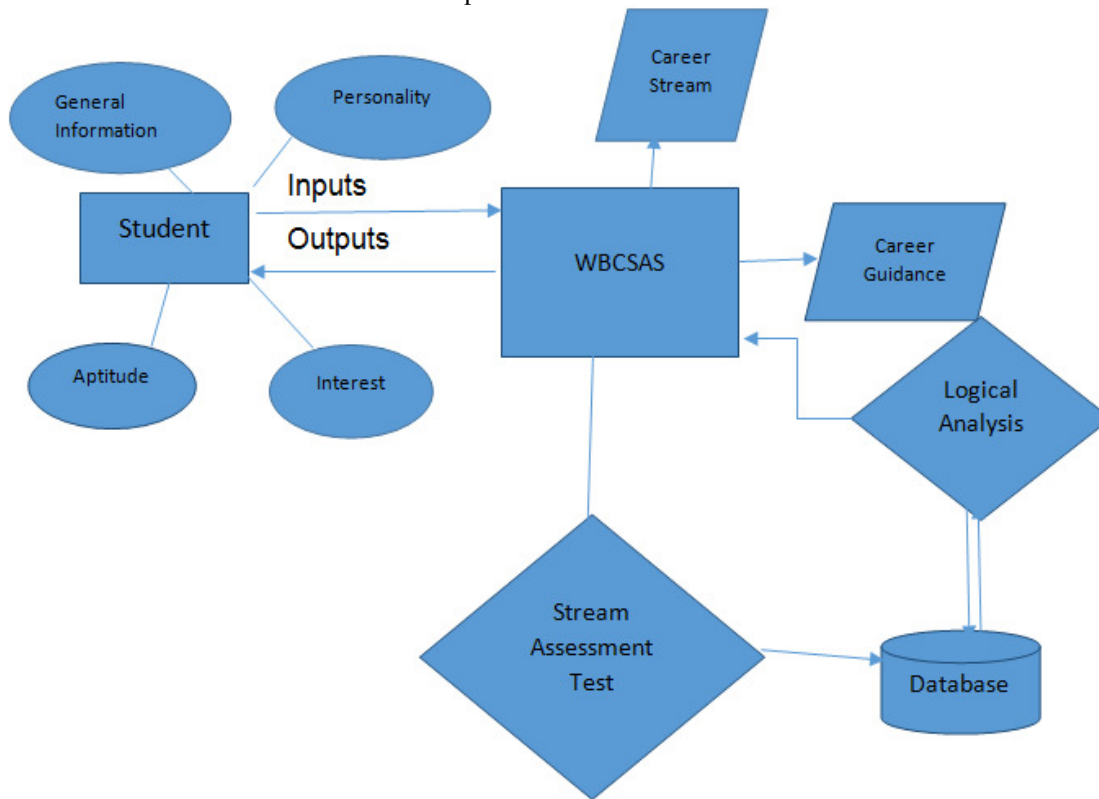 General
Information
Personality
Career
Stream
Inputs
Student
Outputs
WBCSAS
Career
Guidance
Aptitude
Interest
Logical
Analysis
Stream
Assessment
Test
Database